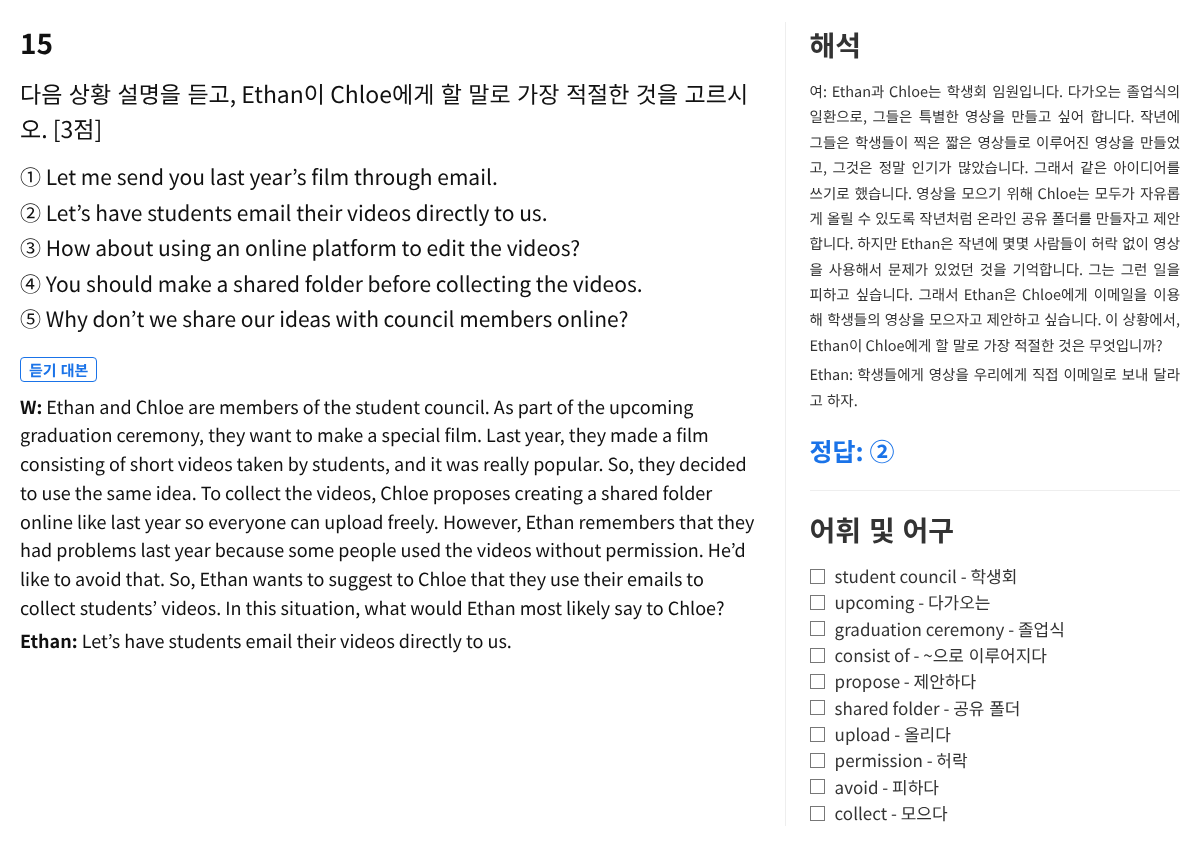 15
다음 상황 설명을 듣고, Ethan이 Chloe에게 할 말로 가장 적절한 것을 고르시
오. [3점]
① Let me send you last year’s film through email.
② Let’s have students email their videos directly to us.
③ How about using an online platform to edit the videos?
④ You should make a shared folder before collecting the videos.
⑤ Why don’t we share our ideas with council members online?
듣기 대본
W: Ethan and Chloe are members of the student council. As part of the upcoming
graduation ceremony, they want to make a special film. Last year, they made a film
consisting of short videos taken by students, and it was really popular. So, they decided
to use the same idea. To collect the videos, Chloe proposes creating a shared folder
online like last year so everyone can upload freely. However, Ethan remembers that they
had problems last year because some people used the videos without permission. He’d
like to avoid that. So, Ethan wants to suggest to Chloe that they use their emails to
collect students’ videos. In this situation, what would Ethan most likely say to Chloe?
Ethan: Let’s have students email their videos directly to us.
해석
여: Ethan과 Chloe는 학생회 임원입니다. 다가오는 졸업식의
일환으로, 그들은 특별한 영상을 만들고 싶어 합니다. 작년에
그들은 학생들이 찍은 짧은 영상들로 이루어진 영상을 만들었
고, 그것은 정말 인기가 많았습니다. 그래서 같은 아이디어를
쓰기로 했습니다. 영상을 모으기 위해 Chloe는 모두가 자유롭
게 올릴 수 있도록 작년처럼 온라인 공유 폴더를 만들자고 제안
합니다. 하지만 Ethan은 작년에 몇몇 사람들이 허락 없이 영상
을 사용해서 문제가 있었던 것을 기억합니다. 그는 그런 일을
피하고 싶습니다. 그래서 Ethan은 Chloe에게 이메일을 이용
해 학생들의 영상을 모으자고 제안하고 싶습니다. 이 상황에서,
Ethan이 Chloe에게 할 말로 가장 적절한 것은 무엇입니까?
Ethan: 학생들에게 영상을 우리에게 직접 이메일로 보내 달라
고 하자.
정답: ②
어휘 및 어구
student council - 학생회
upcoming - 다가오는
graduation ceremony - 졸업식
consist of - ~으로 이루어지다
propose - 제안하다
shared folder - 공유 폴더
upload - 올리다
permission - 허락
avoid - 피하다
collect - 모으다